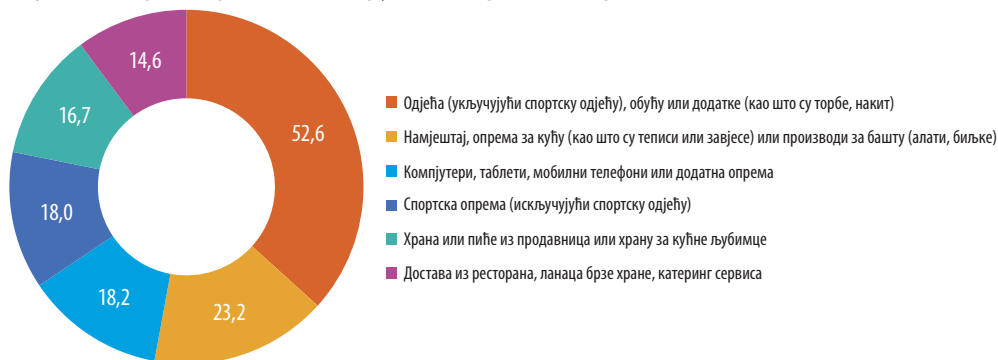 14,6
52,6
16,7
18,0
18,2
23,2
Одјећа (укључујући спортску одјећу), обућу или додатке (као што су торбе, накит)
Намјештај, опрема за кућу (као што су теписи или завјесе) или производи за башту (алати, биљке)
Компјутери, таблети, мобилни телефони или додатна опрема
Спортска опрема (искључујући спортску одјећу)
Храна или пиће из продавница или храну за кућне љубимце
Достава из ресторана, ланаца брзе хране, катеринг сервиса